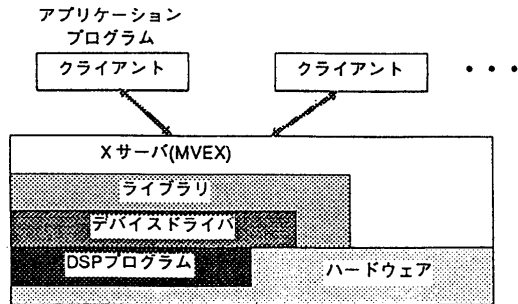 アプリケーション
プログラム
クライアント
クライアント
・・・
Xサーバ(MVEX)
ライブラリ
デバイスドライバ
DSPプログラム
ハードウェア